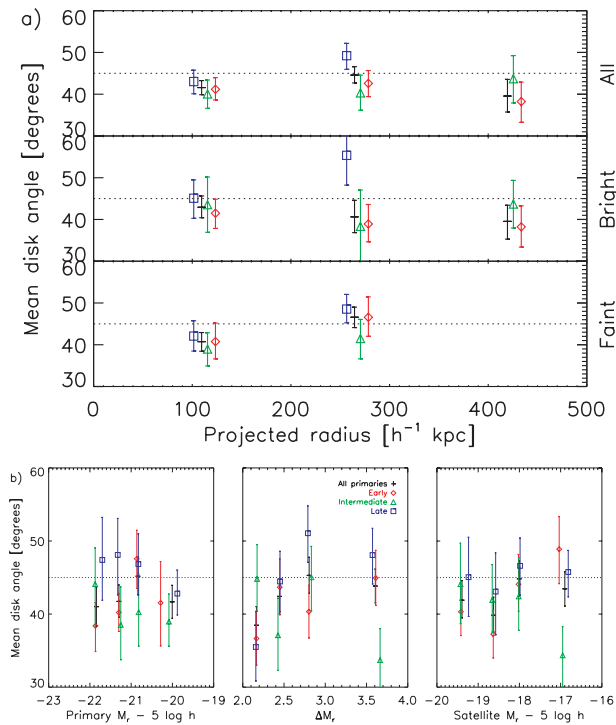 a)
60
50
40
30
All
60
50
40
30
Bright
60
50
40
30
Faint
Mean disk angle [degrees]
0 100 200 300 400 500
Projected radius [h⁻¹ kpc]
b)
60
50
40
30
Mean disk angle [degrees]
-23 -22 -21 -20 -19
Primary Mᵣ - 5 log h
All primaries
Early
Intermediate
Late
2.0 2.5 3.0 3.5 4.0
ΔMᵣ
-20 -19 -18 -17 -16
Satellite Mᵣ - 5 log h